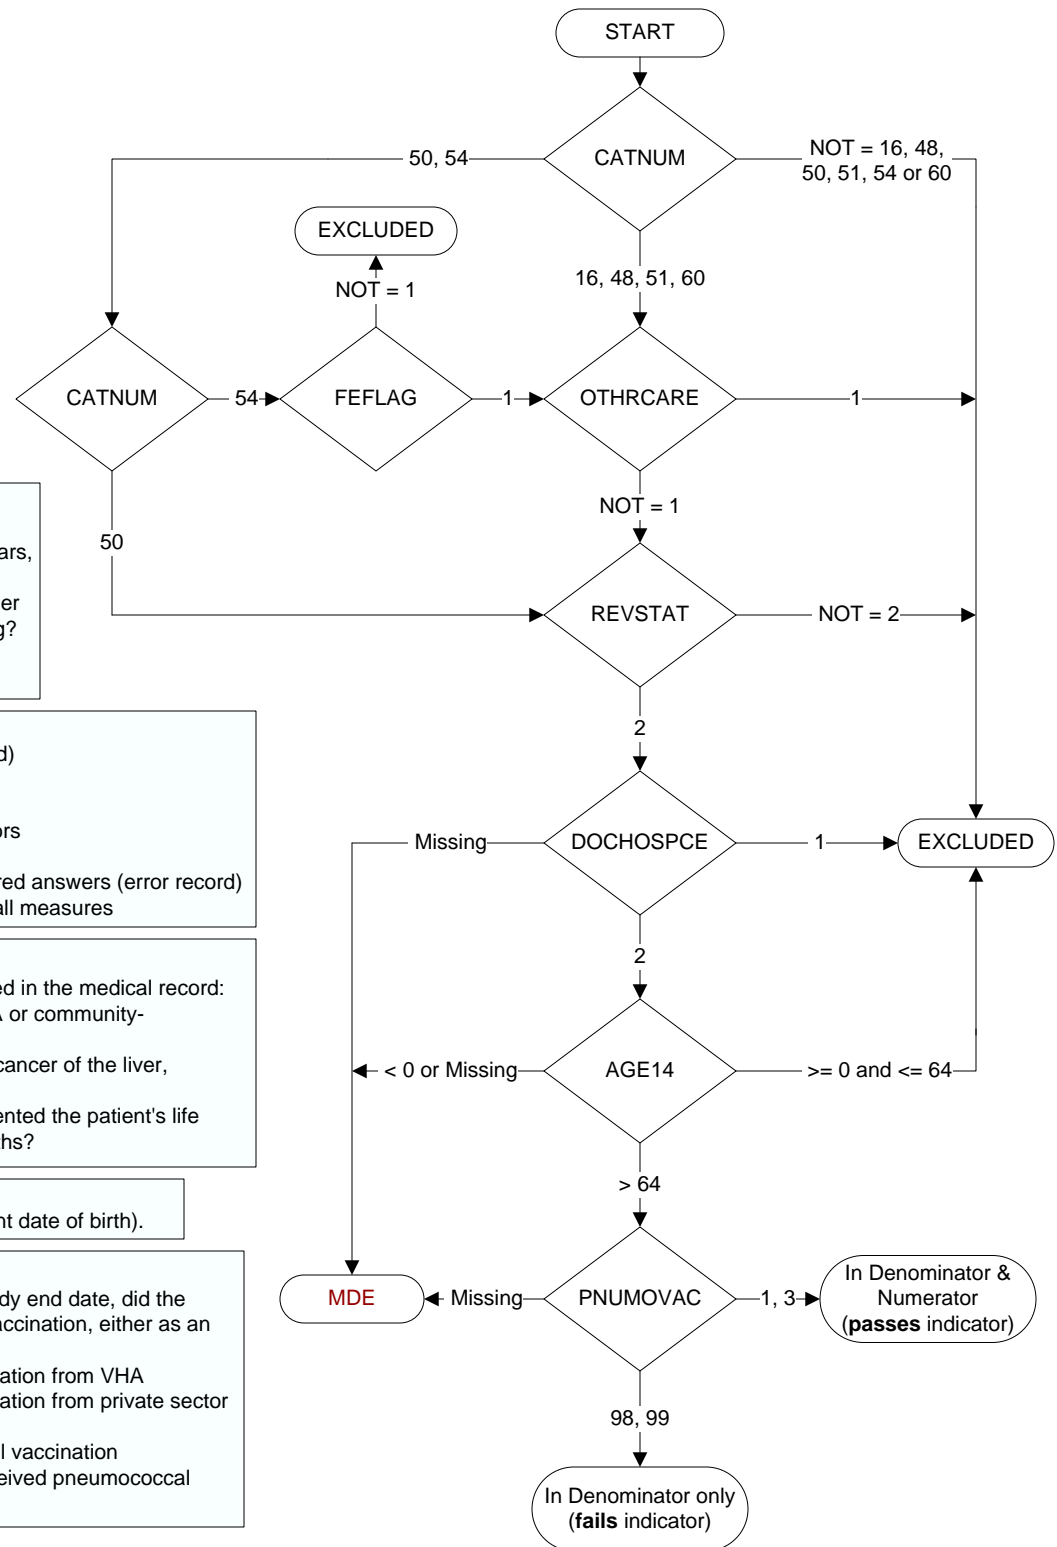 START
CATNUM
50, 54
NOT = 16, 48,
50, 51, 54 or 60
EXCLUDED
NOT = 1
16, 48, 51, 60
CATNUM
54
FEFLAG
1
OTHRCARE
1
NOT = 1
50
REVSTAT
NOT = 2
2
Missing
DOCHOSPCE
1
EXCLUDED
2
< 0 or Missing
AGE14
>= 0 and <= 64
> 64
MDE
Missing
PNUMOVAC
1, 3
In Denominator &
Numerator
(passes indicator)
98, 99
In Denominator only
(fails indicator)
ars,
er
g?
d)
ors
red answers (error record)
all measures
ed in the medical record:
A or community-
cancer of the liver,
ented the patient's life
ths?
nt date of birth).
dy end date, did the
accination, either as an
ation from VHA
ation from private sector
l vaccination
eived pneumococcal